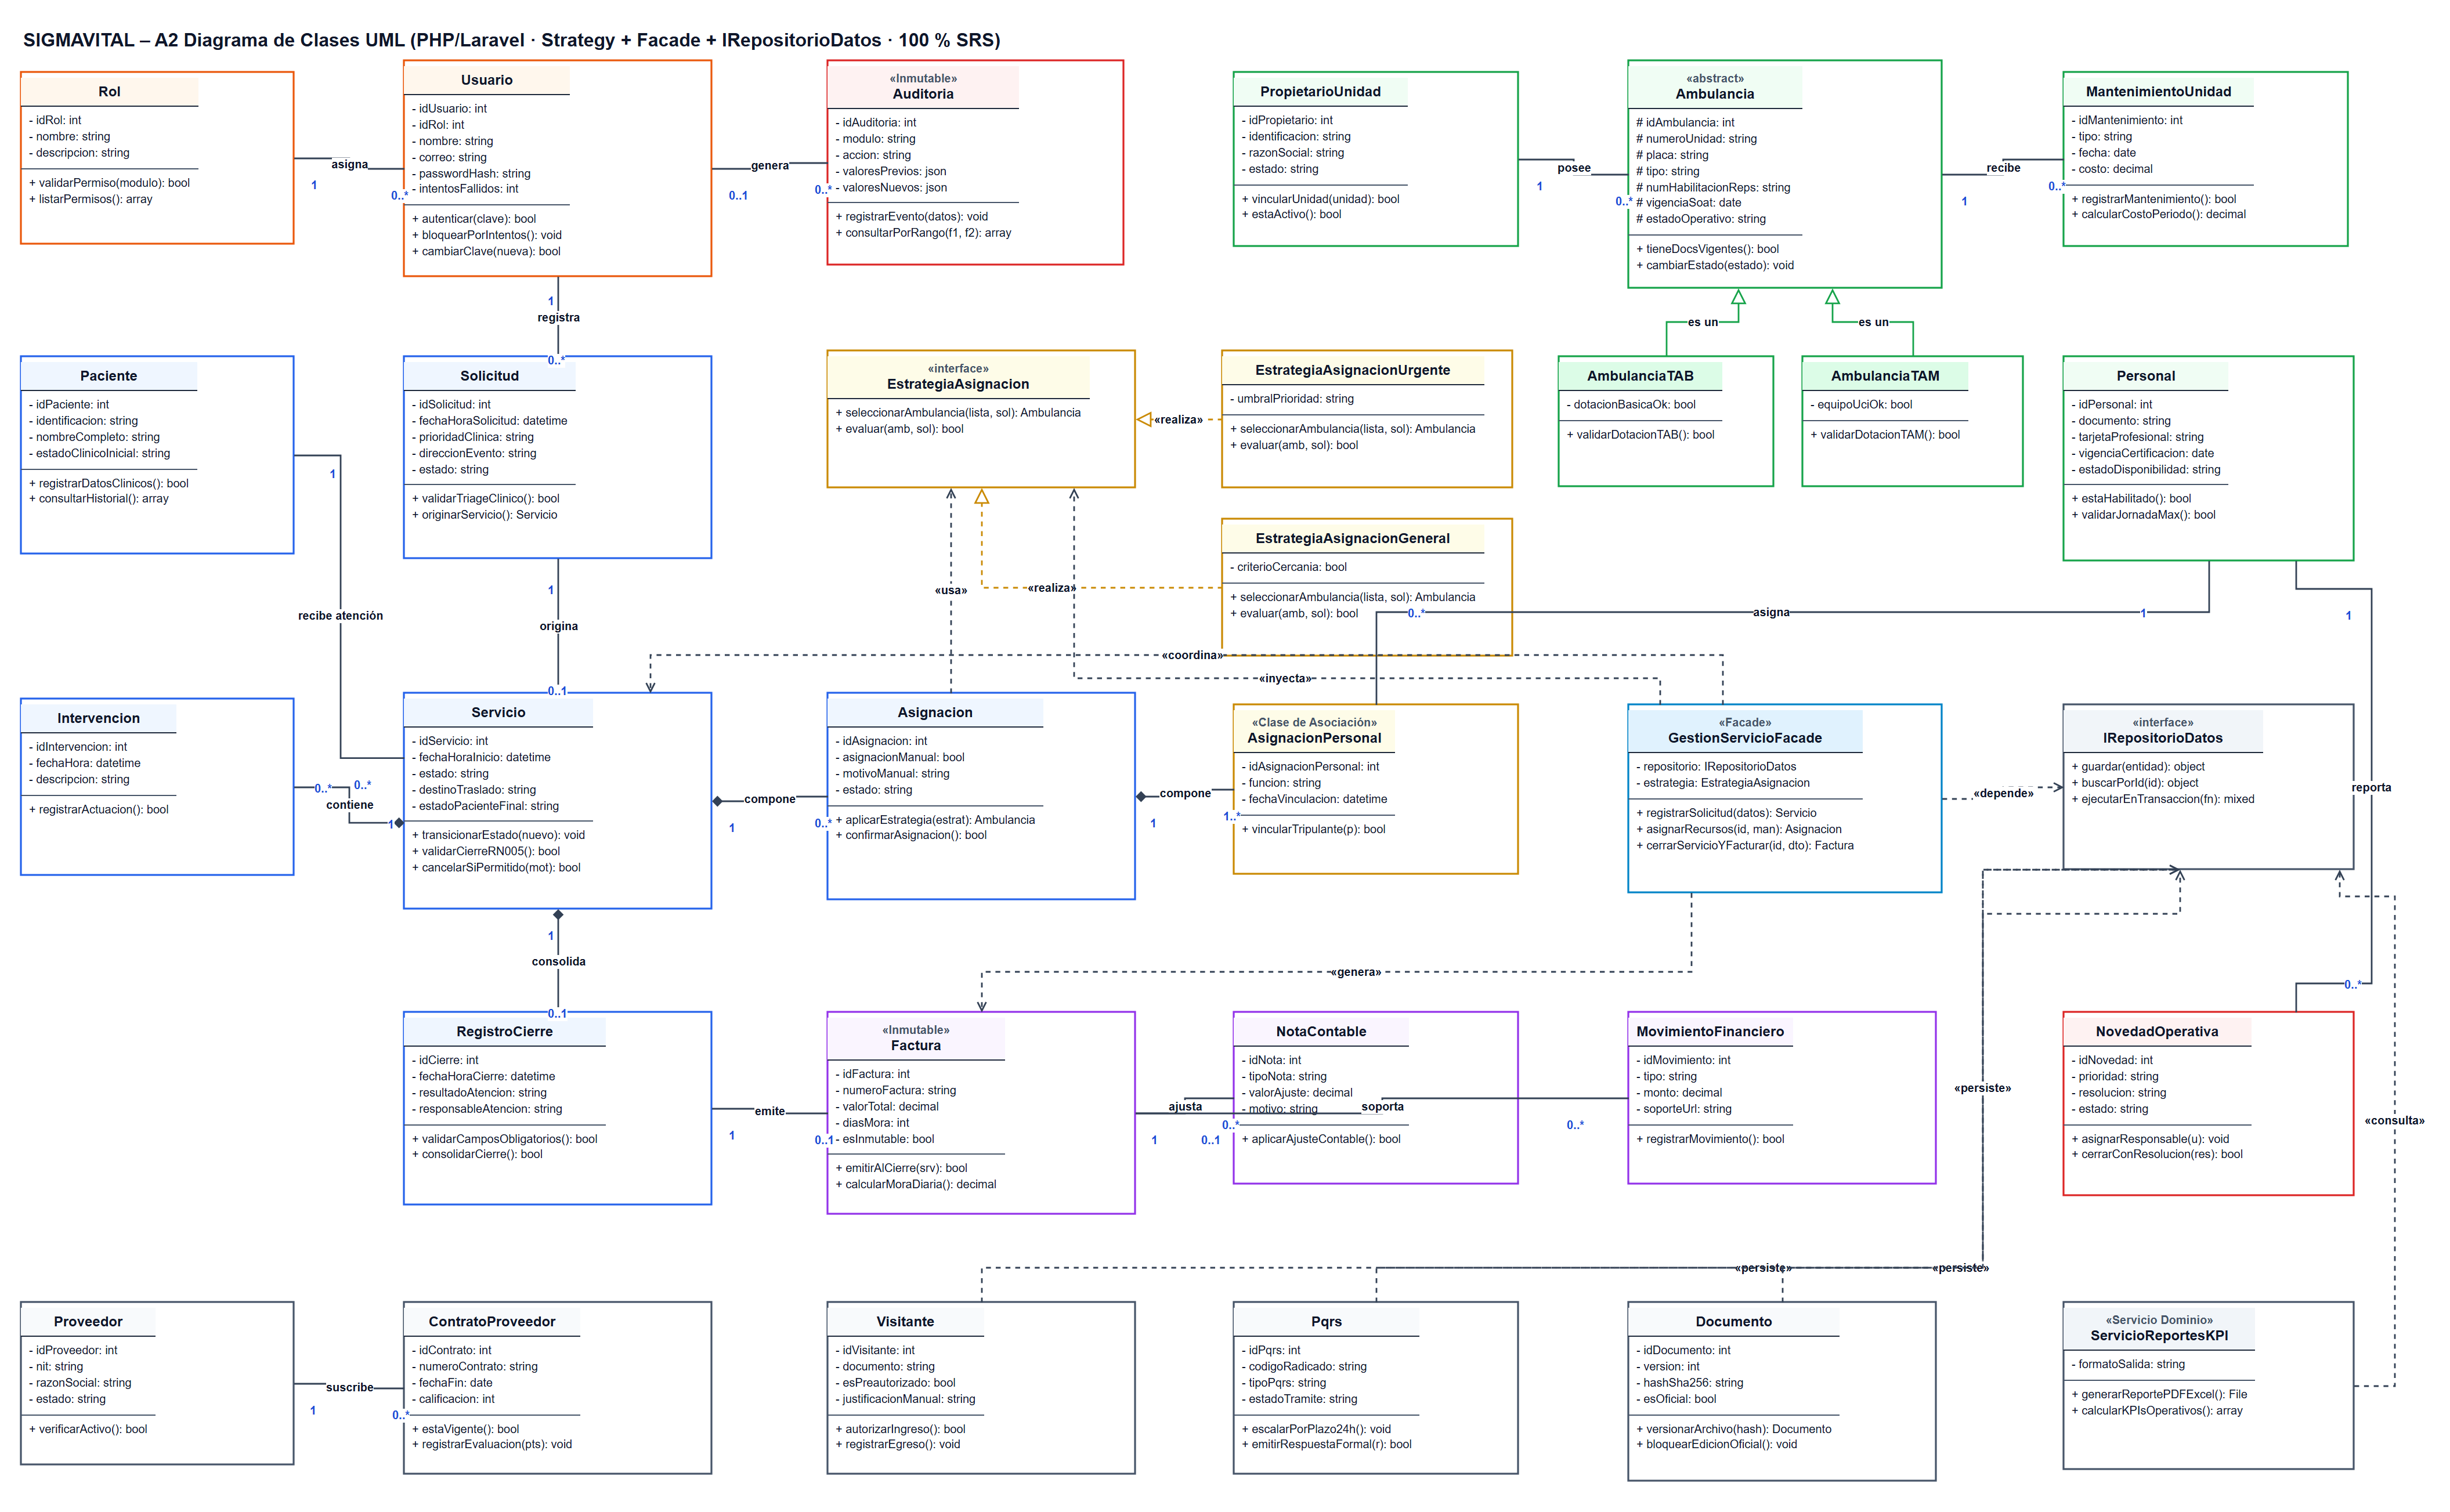 SIGMAVITAL – A2 Diagrama de Clases UML (PHP/Laravel · Strategy + Facade + IRepositorioDatos · 100 % SRS)
Rol
- idRol: int
- nombre: string
- descripcion: string
+ validarPermiso(modulo): bool
+ listarPermisos(): array
asigna
1
0..*
Usuario
- idUsuario: int
- idRol: int
- nombre: string
- correo: string
- passwordHash: string
- intentosFallidos: int
+ autenticar(clave): bool
+ bloquearPorIntentos(): void
+ cambiarClave(nueva): bool
genera
0..1
0..*
«Inmutable»
Auditoria
- idAuditoria: int
- modulo: string
- accion: string
- valoresPrevios: json
- valoresNuevos: json
+ registrarEvento(datos): void
+ consultarPorRango(f1, f2): array
PropietarioUnidad
- idPropietario: int
- identificacion: string
- razonSocial: string
- estado: string
+ vincularUnidad(unidad): bool
+ estaActivo(): bool
posee
1
0..*
«abstract»
Ambulancia
# idAmbulancia: int
# numeroUnidad: string
# placa: string
# tipo: string
# numHabilitacionReps: string
# vigenciaSoat: date
# estadoOperativo: string
+ tieneDocsVigentes(): bool
+ cambiarEstado(estado): void
recibe
1
0..*
MantenimientoUnidad
- idMantenimiento: int
- tipo: string
- fecha: date
- costo: decimal
+ registrarMantenimiento(): bool
+ calcularCostoPeriodo(): decimal
1
registra
0..*
es un
es un
Paciente
- idPaciente: int
- identificacion: string
- nombreCompleto: string
- estadoClinicoInicial: string
+ registrarDatosClinicos(): bool
+ consultarHistorial(): array
1
recibe atención
0..*
Solicitud
- idSolicitud: int
- fechaHoraSolicitud: datetime
- prioridadClinica: string
- direccionEvento: string
- estado: string
+ validarTriageClinico(): bool
+ originarServicio(): Servicio
1
origina
0..1
«interface»
EstrategiaAsignacion
+ seleccionarAmbulancia(lista, sol): Ambulancia
+ evaluar(amb, sol): bool
«realiza»
EstrategiaAsignacionUrgente
- umbralPrioridad: string
+ seleccionarAmbulancia(lista, sol): Ambulancia
+ evaluar(amb, sol): bool
AmbulanciaTAB
- dotacionBasicaOk: bool
+ validarDotacionTAB(): bool
AmbulanciaTAM
- equipoUciOk: bool
+ validarDotacionTAM(): bool
Personal
- idPersonal: int
- documento: string
- tarjetaProfesional: string
- vigenciaCertificacion: date
- estadoDisponibilidad: string
+ estaHabilitado(): bool
+ validarJornadaMax(): bool
EstrategiaAsignacionGeneral
- criterioCercania: bool
+ seleccionarAmbulancia(lista, sol): Ambulancia
+ evaluar(amb, sol): bool
«usa»
«realiza»
0..*
asigna
1
1
«coordina»
«inyecta»
Intervencion
- idIntervencion: int
- fechaHora: datetime
- descripcion: string
+ registrarActuacion(): bool
0..*
contiene
1
Servicio
- idServicio: int
- fechaHoraInicio: datetime
- estado: string
- destinoTraslado: string
- estadoPacienteFinal: string
+ transicionarEstado(nuevo): void
+ validarCierreRN005(): bool
+ cancelarSiPermitido(mot): bool
compone
1
0..*
Asignacion
- idAsignacion: int
- asignacionManual: bool
- motivoManual: string
- estado: string
+ aplicarEstrategia(estrat): Ambulancia
+ confirmarAsignacion(): bool
compone
1
1..*
«Clase de Asociación»
AsignacionPersonal
- idAsignacionPersonal: int
- funcion: string
- fechaVinculacion: datetime
+ vincularTripulante(p): bool
«Facade»
GestionServicioFacade
- repositorio: IRepositorioDatos
- estrategia: EstrategiaAsignacion
+ registrarSolicitud(datos): Servicio
+ asignarRecursos(id, man): Asignacion
+ cerrarServicioYFacturar(id, dto): Factura
«depende»
«interface»
IRepositorioDatos
+ guardar(entidad): object
+ buscarPorId(id): object
+ ejecutarEnTransaccion(fn): mixed
reporta
1
consolida
0..1
«genera»
0..*
RegistroCierre
- idCierre: int
- fechaHoraCierre: datetime
- resultadoAtencion: string
- responsableAtencion: string
+ validarCamposObligatorios(): bool
+ consolidarCierre(): bool
emite
1
0..1
«Inmutable»
Factura
- idFactura: int
- numeroFactura: string
- valorTotal: decimal
- diasMora: int
- esInmutable: bool
+ emitirAlCierre(srv): bool
+ calcularMoraDiaria(): decimal
ajusta
1
0..1
0..*
NotaContable
- idNota: int
- tipoNota: string
- valorAjuste: decimal
- motivo: string
+ aplicarAjusteContable(): bool
soporta
0..*
MovimientoFinanciero
- idMovimiento: int
- tipo: string
- monto: decimal
- soporteUrl: string
+ registrarMovimiento(): bool
«persiste»
NovedadOperativa
- idNovedad: int
- prioridad: string
- resolucion: string
- estado: string
+ asignarResponsable(u): void
+ cerrarConResolucion(res): bool
«consulta»
«persiste»
«persiste»
Proveedor
- idProveedor: int
- nit: string
- razonSocial: string
- estado: string
+ verificarActivo(): bool
suscribe
1
0..*
ContratoProveedor
- idContrato: int
- numeroContrato: string
- fechaFin: date
- calificacion: int
+ estaVigente(): bool
+ registrarEvaluacion(pts): void
Visitante
- idVisitante: int
- documento: string
- esPreautorizado: bool
- justificacionManual: string
+ autorizarIngreso(): bool
+ registrarEgreso(): void
Pqrs
- idPqrs: int
- codigoRadicado: string
- tipoPqrs: string
- estadoTramite: string
+ escalarPorPlazo24h(): void
+ emitirRespuestaFormal(r): bool
Documento
- idDocumento: int
- version: int
- hashSha256: string
- esOficial: bool
+ versionarArchivo(hash): Documento
+ bloquearEdicionOficial(): void
«Servicio Dominio»
ServicioReportesKPI
- formatoSalida: string
+ generarReportePDFExcel(): File
+ calcularKPIsOperativos(): array